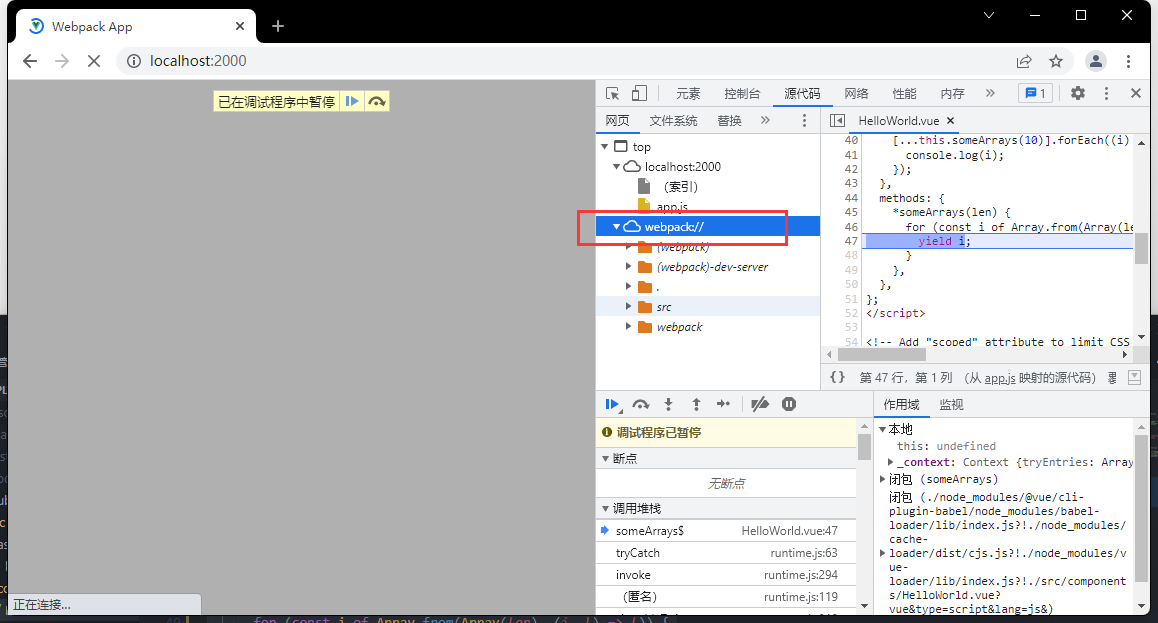 Webpack App
localhost:2000
已在调试程序中暂停
元素 控制台 源代码 网络 性能 内存 » 1
网页 文件系统 替换 »
HelloWorld.vue
top
localhost:2000
(索引)
app.js
webpack://
(webpack)
(webpack)-dev-server
.
src
webpack
40 [...this.someArrays(10)].forEach((i)
41 console.log(i);
42 });
43 },
44 methods: {
45 *someArrays(len) {
46 for (const i of Array.from(Array(le
47 yield i;
48 }
49 },
50 },
51 };
52 </script>
53
54 <!-- Add "scoped" attribute to limit CSS
{} 第 47 行，第 1 列 (从 app.js 映射的源代码)
作用域 监视
调试程序已暂停
断点
无断点
调用堆栈
someArrays$ HelloWorld.vue:47
tryCatch runtime.js:63
invoke runtime.js:294
(匿名) runtime.js:119
本地
this: undefined
_context: Context {tryEntries: Array
闭包 (someArrays)
闭包 (./node_modules/@vue/cli-
plugin-babel/node_modules/babel-
loader/lib/index.js?!./node_modules/
cache-
loader/dist/cjs.js?!./node_modules/v
ue-
loader/lib/index.js?!./src/component
s/HelloWorld.vue?
vue&type=script&lang=js&)
正在连接...